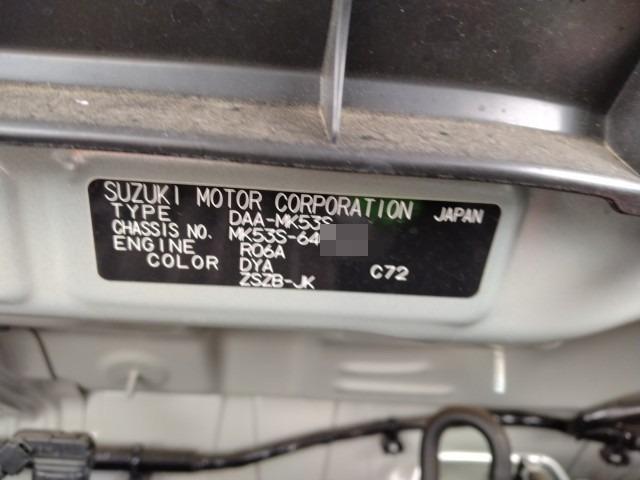 SUZUKI MOTOR CORPORATION JAPAN
TYPE DAA-MK53S
CHASSIS NO. MK53S-64
ENGINE R06A
COLOR DYA C72
ZSZB-JK